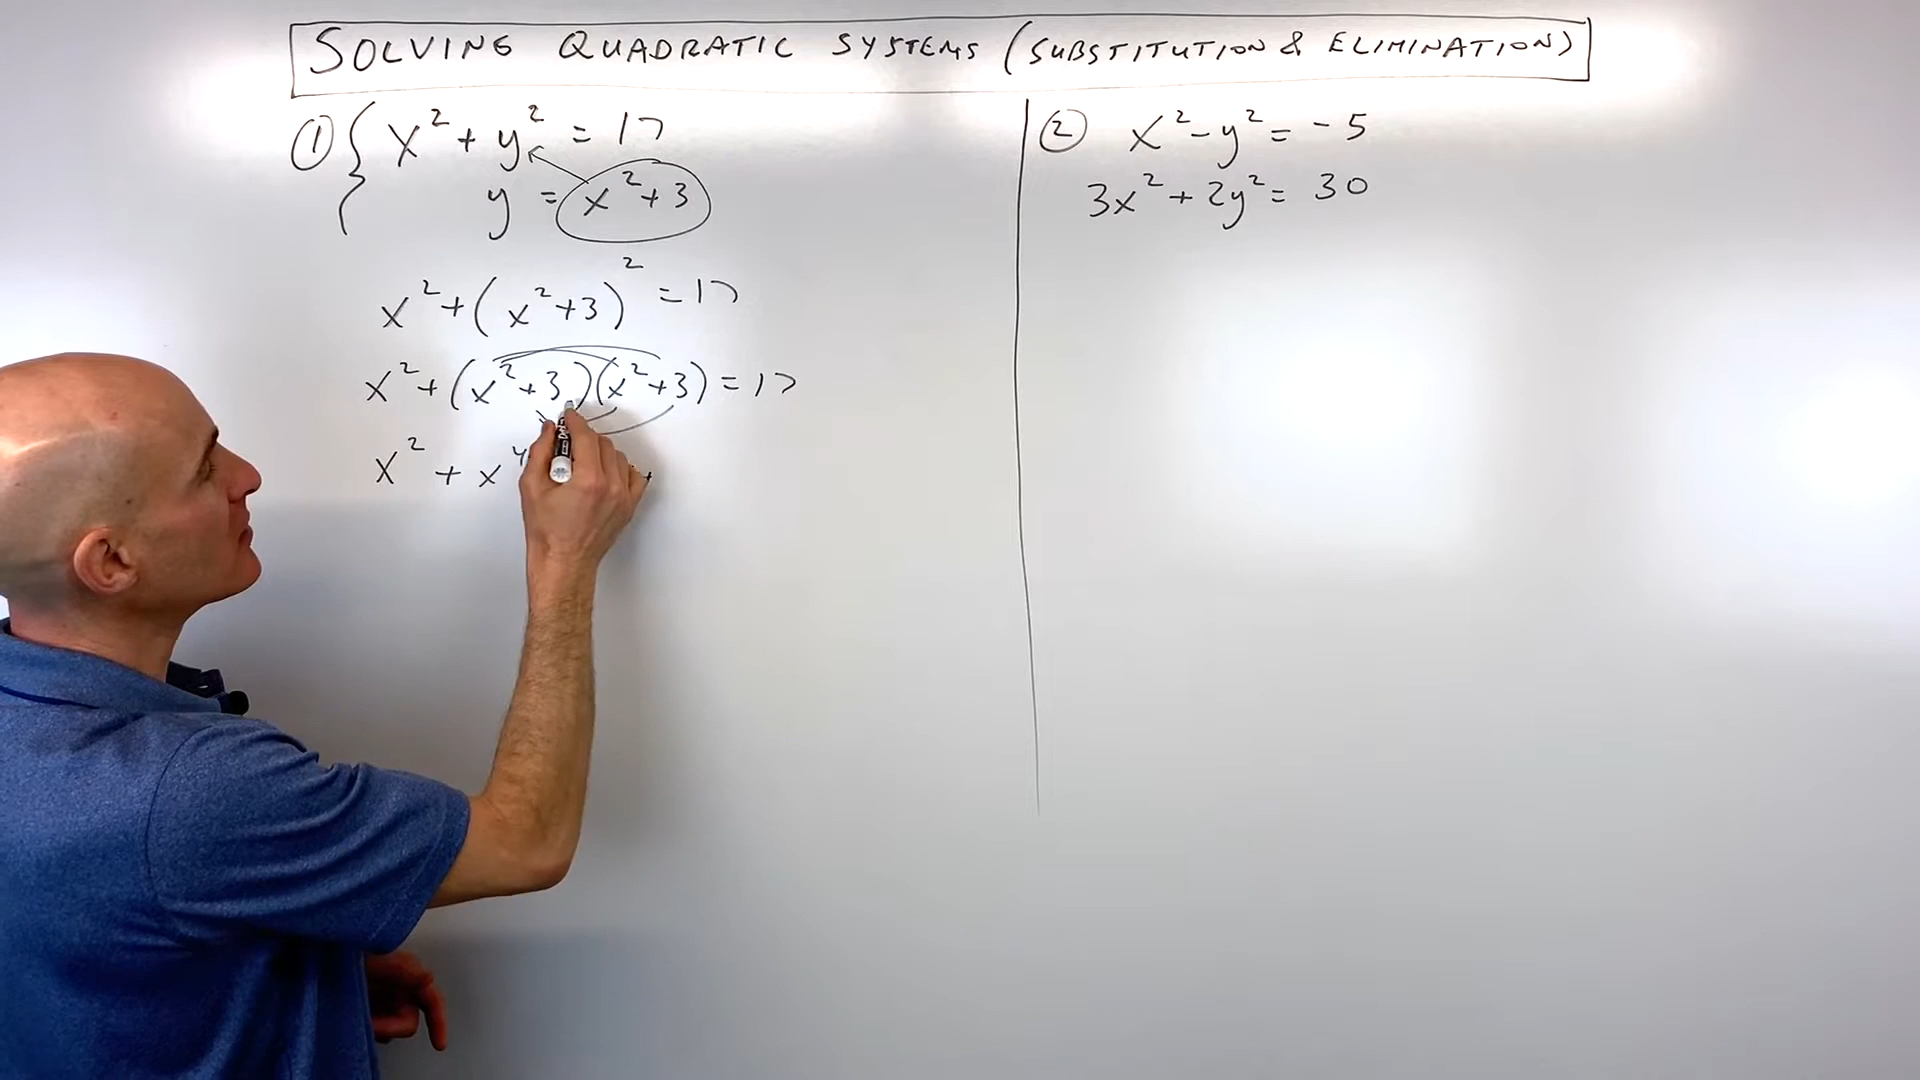 SOLVING QUADRATIC SYSTEMS (SUBSTITUTION & ELIMINATION)
① { x² + y² = 17
y = x² + 3
x² + (x² + 3)² = 17
x² + (x² + 3)(x² + 3) = 17
x² + x⁴
② x² - y² = -5
3x² + 2y² = 30